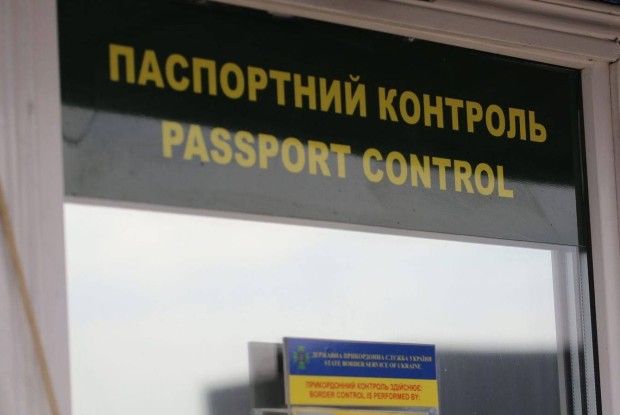 ПАСПОРТНИЙ КОНТРОЛЬ
PASSPORT CONTROL
ДЕРЖАВНА ПРИКОРДОННА СЛУЖБА УКРАЇНИ
STATE BORDER SERVICE OF UKRAINE
ПРИКОРДОННИЙ КОНТРОЛЬ ЗДІЙСНЮЄ:
BORDER CONTROL IS PERFORMED BY: